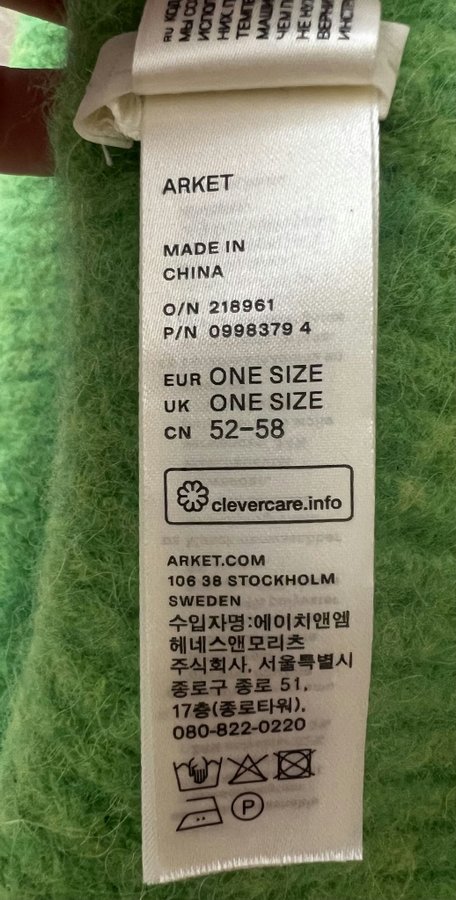 ARKET
MADE IN
CHINA
O/N 218961
P/N 0998379 4
EUR ONE SIZE
UK ONE SIZE
CN 52-58
clevercare.info
ARKET.COM
106 38 STOCKHOLM
SWEDEN
수입자명:에이치앤엠
헤네스앤모리츠
주식회사, 서울특별시
종로구 종로 51,
17층(종로타워),
080-822-0220
P